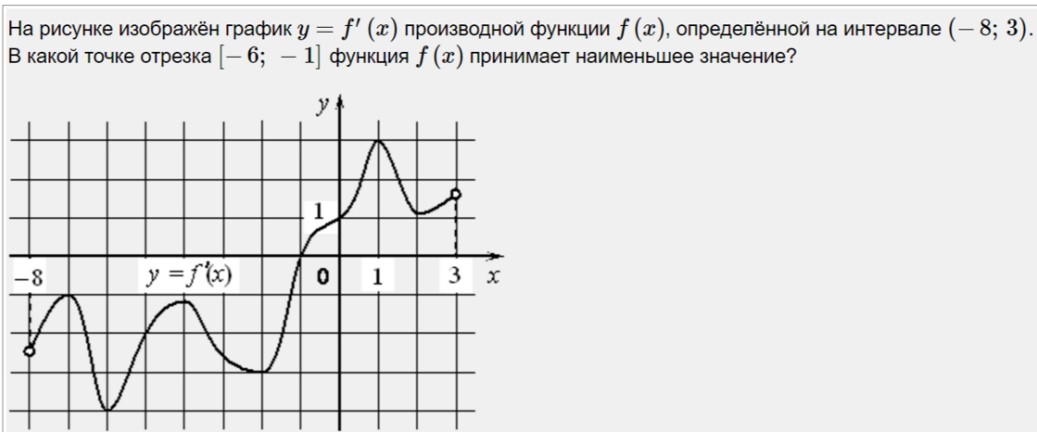 На рисунке изображён график y = f′ (x) производной функции f (x), определённой на интервале (− 8; 3).
В какой точке отрезка [− 6; − 1] функция f (x) принимает наименьшее значение?
y
1
−8
y = f′(x)
0
1
3
x